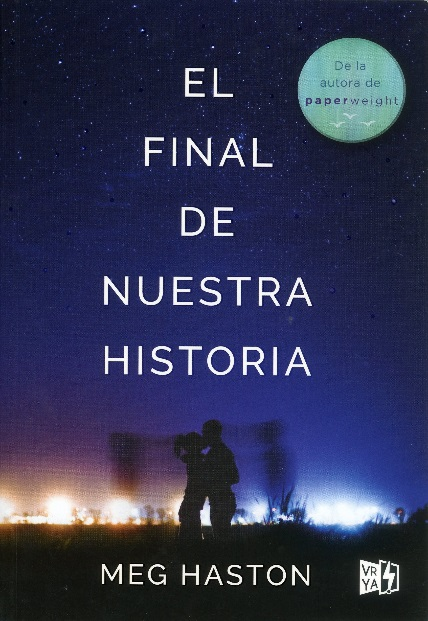 De la
autora de
paperweight
EL
FINAL
DE
NUESTRA
HISTORIA
MEG HASTON
VR
YA